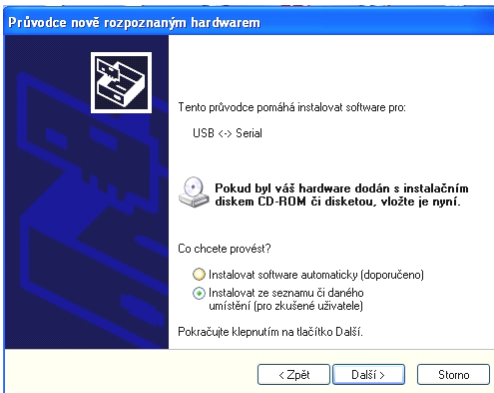 Průvodce nově rozpoznaným hardwarem
Tento průvodce pomáhá instalovat software pro:
USB <-> Serial
Pokud byl váš hardware dodán s instalačním
diskem CD-ROM či disketou, vložte je nyní.
Co chcete provést?
Instalovat software automaticky (doporučeno)
Instalovat ze seznamu či daného
umístění (pro zkušené uživatele)
Pokračujte klepnutím na tlačítko Další.
< Zpět Další > Storno